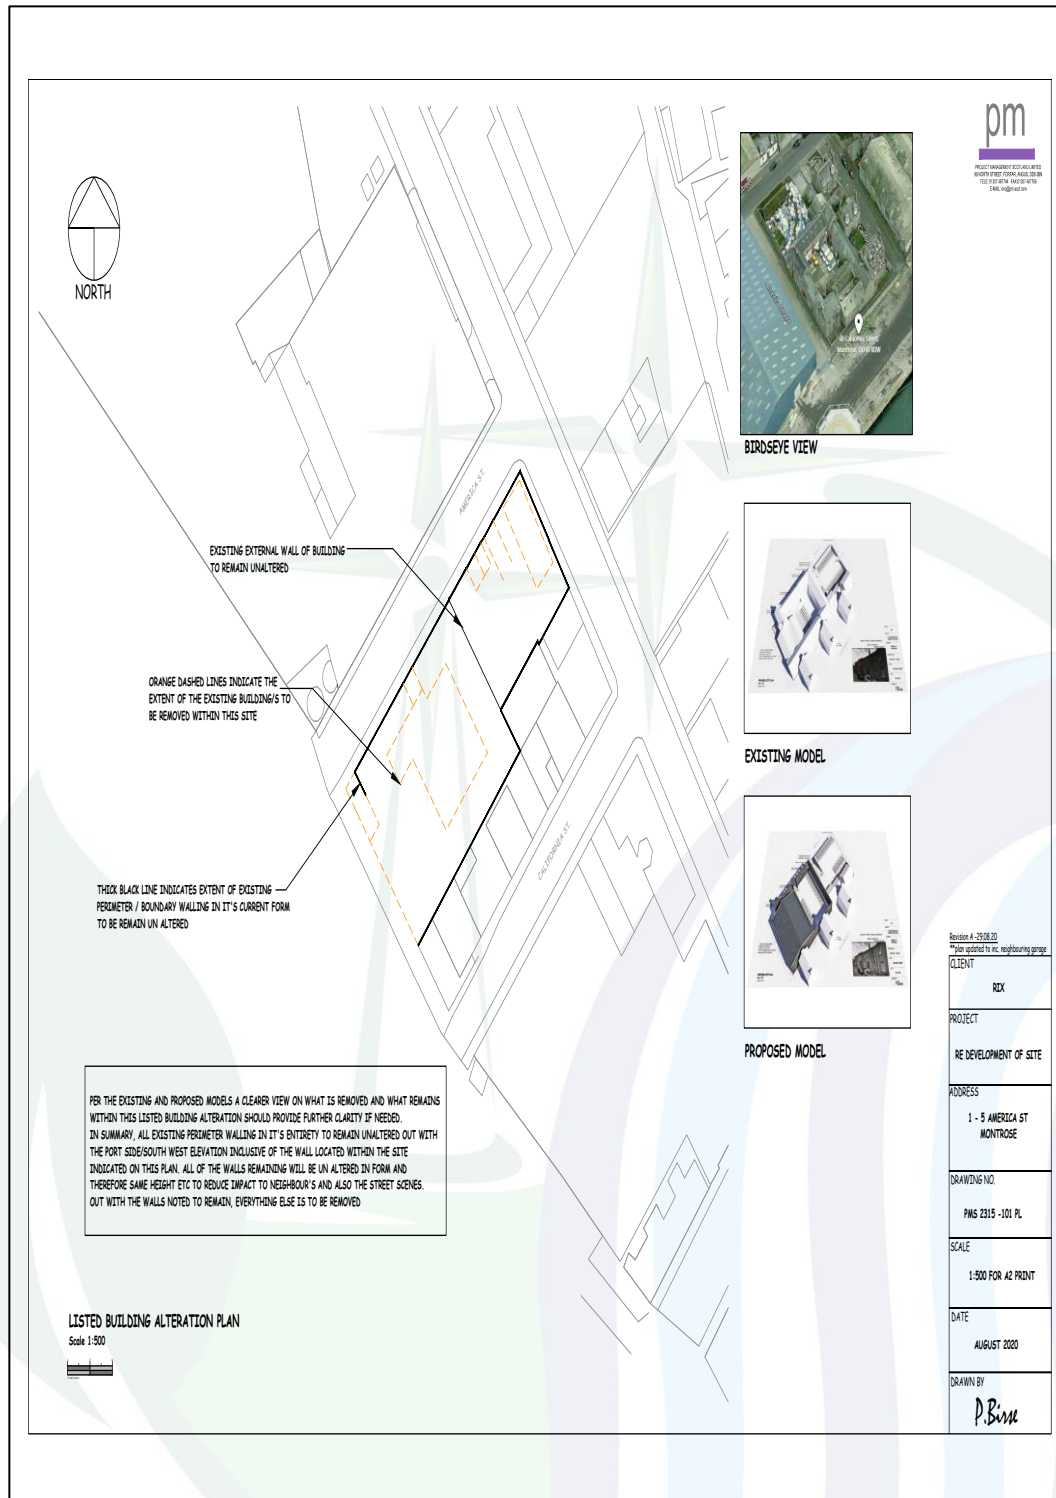 pm
PROJECT MANAGEMENT SCOTLAND LIMITED
NORTH STREET, FORFAR, ANGUS, DD8 3BN
NORTH
BIRDSEYE VIEW
AMERICA ST.
EXISTING EXTERNAL WALL OF BUILDING
TO REMAIN UNALTERED
ORANGE DASHED LINES INDICATE THE
EXTENT OF THE EXISTING BUILDING/S TO
BE REMOVED WITHIN THIS SITE
EXISTING MODEL
CALIFORNIA ST.
THICK BLACK LINE INDICATES EXTENT OF EXISTING
PERIMETER / BOUNDARY WALLING IN IT'S CURRENT FORM
TO BE REMAIN UN ALTERED
PROPOSED MODEL
PER THE EXISTING AND PROPOSED MODELS A CLEARER VIEW ON WHAT IS REMOVED AND WHAT REMAINS
WITHIN THIS LISTED BUILDING ALTERATION SHOULD PROVIDE FURTHER CLARITY IF NEEDED.
IN SUMMARY, ALL EXISTING PERIMETER WALLING IN IT'S ENTIRETY TO REMAIN UNALTERED OUT WITH
THE PORT SIDE/SOUTH WEST ELEVATION INCLUSIVE OF THE WALL LOCATED WITHIN THE SITE
INDICATED ON THIS PLAN. ALL OF THE WALLS REMAINING WILL BE UN ALTERED IN FORM AND
THEREFORE SAME HEIGHT ETC TO REDUCE IMPACT TO NEIGHBOUR'S AND ALSO THE STREET SCENES.
OUT WITH THE WALLS NOTED TO REMAIN, EVERYTHING ELSE IS TO BE REMOVED
LISTED BUILDING ALTERATION PLAN
Scale 1:500
Revision A -29.08.20
**plan updated to inc. neighbouring garage
CLIENT
RIX
PROJECT
RE DEVELOPMENT OF SITE
ADDRESS
1 - 5 AMERICA ST
MONTROSE
DRAWING NO.
PMS 2315 -101 PL
SCALE
1:500 FOR A2 PRINT
DATE
AUGUST 2020
DRAWN BY
P.Birse